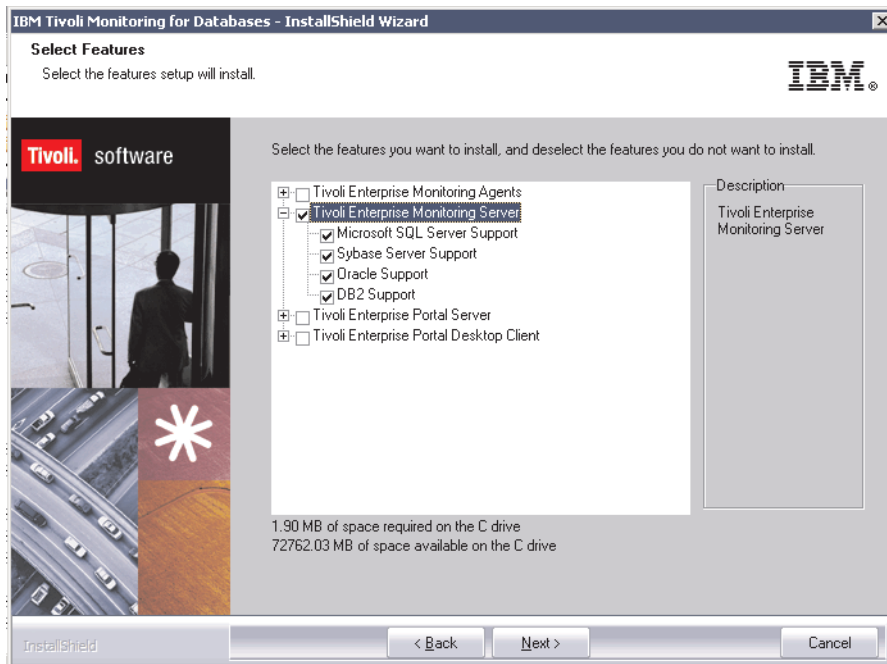 IBM Tivoli Monitoring for Databases - InstallShield Wizard
Select Features
Select the features setup will install.
IBM®
Tivoli. software
Select the features you want to install, and deselect the features you do not want to install.
Tivoli Enterprise Monitoring Agents
Tivoli Enterprise Monitoring Server
Microsoft SQL Server Support
Sybase Server Support
Oracle Support
DB2 Support
Tivoli Enterprise Portal Server
Tivoli Enterprise Portal Desktop Client
Description
Tivoli Enterprise
Monitoring Server
1.90 MB of space required on the C drive
72762.03 MB of space available on the C drive
InstallShield
< Back
Next >
Cancel